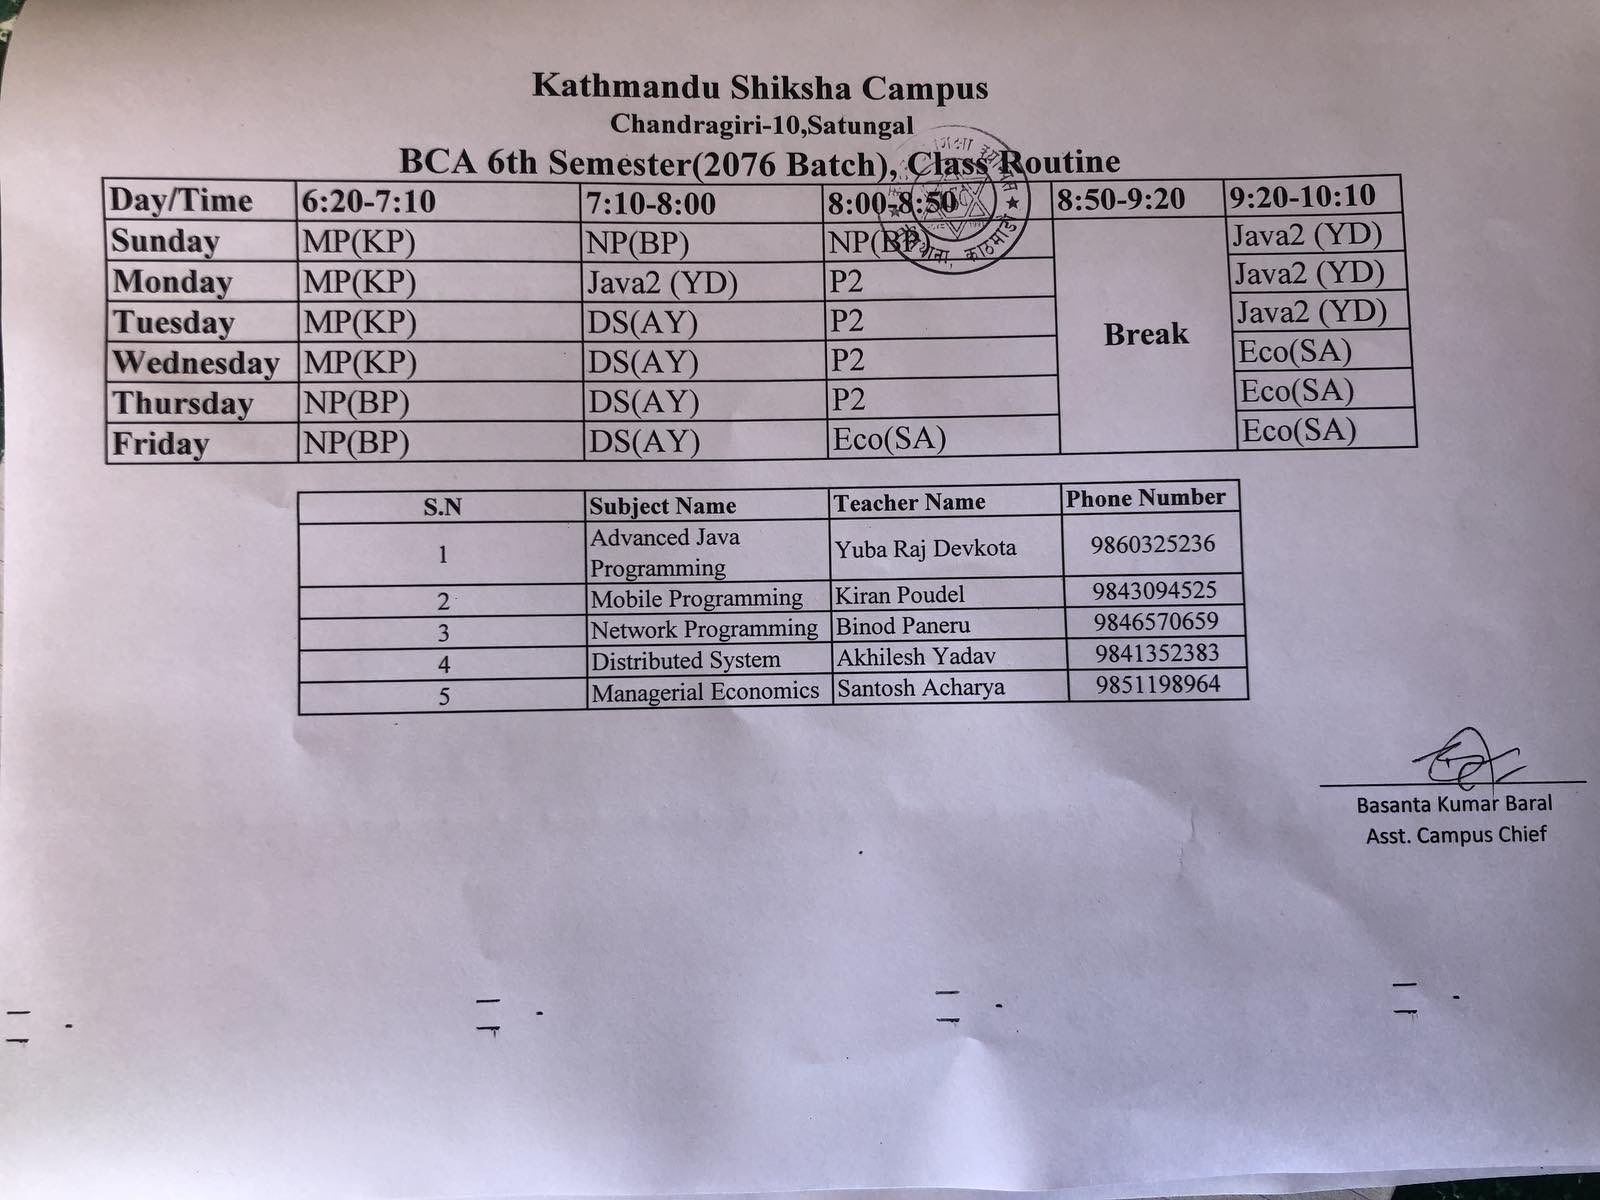 Kathmandu Shiksha Campus
Chandragiri-10,Satungal
BCA 6th Semester(2076 Batch), Class Routine
Day/Time 6:20-7:10 7:10-8:00 8:00-8:50 8:50-9:20 9:20-10:10
Sunday MP(KP) NP(BP) NP(BP Java2 (YD)
Monday MP(KP) Java2 (YD) P2 Java2 (YD)
Tuesday MP(KP) DS(AY) P2 Java2 (YD)
Break
Wednesday MP(KP) DS(AY) P2 Eco(SA)
Thursday NP(BP) DS(AY) P2 Eco(SA)
Friday NP(BP) DS(AY) Eco(SA) Eco(SA)
S.N Subject Name Teacher Name Phone Number
1 Advanced Java Programming Yuba Raj Devkota 9860325236
2 Mobile Programming Kiran Poudel 9843094525
3 Network Programming Binod Paneru 9846570659
4 Distributed System Akhilesh Yadav 9841352383
5 Managerial Economics Santosh Acharya 9851198964
Basanta Kumar Baral
Asst. Campus Chief